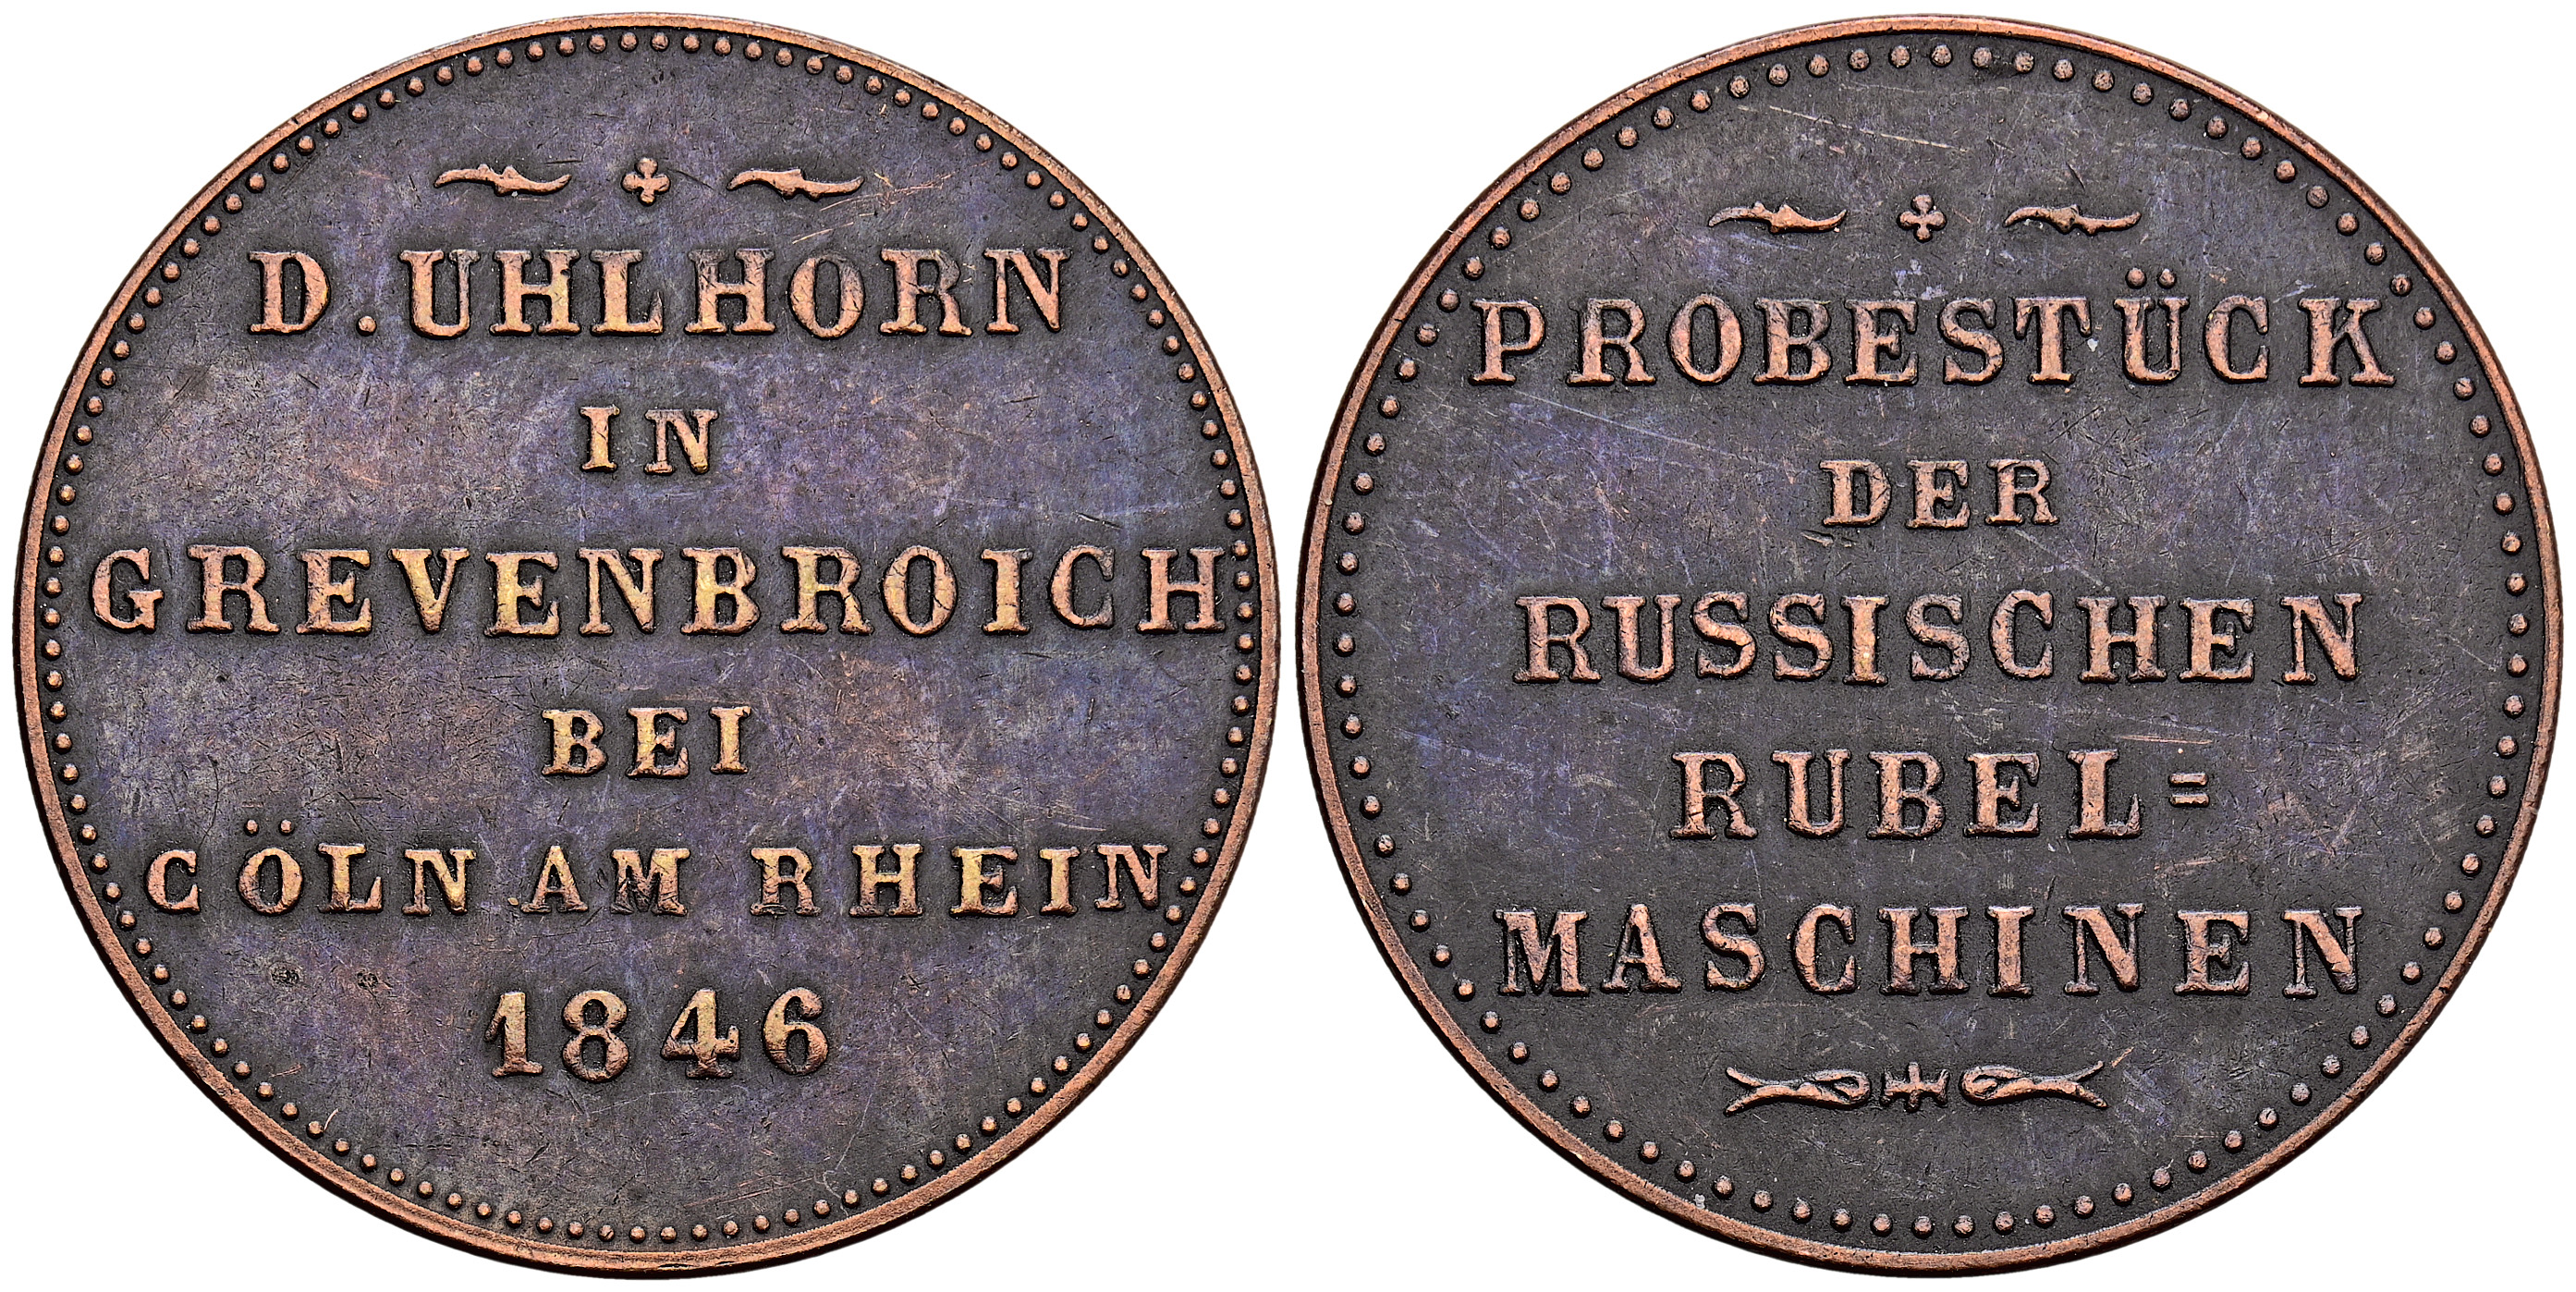 D. UHLHORN
IN
GREVENBROICH
BEI
CÖLN AM RHEIN
1846
PROBESTÜCK
DER
RUSSISCHEN
RUBEL=
MASCHINEN